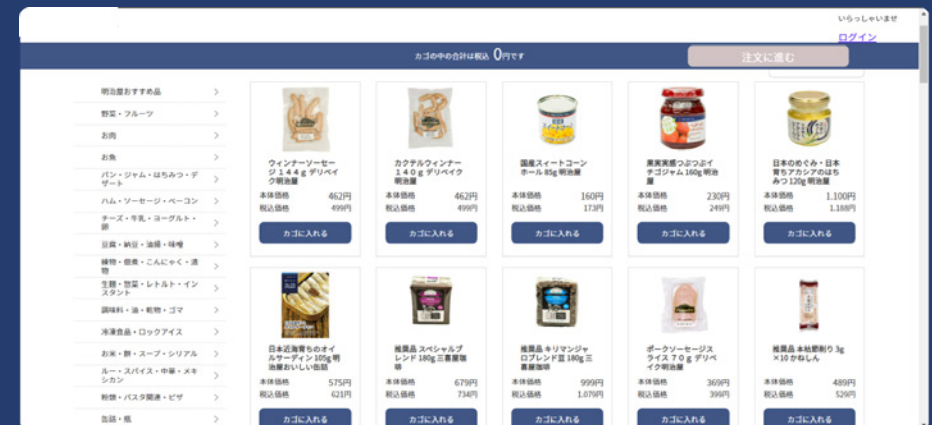 いらっしゃいませ
ログイン
カゴの中の合計は税込 0円です
注文に進む
明治屋おすすめ品
野菜・フルーツ
お肉
お魚
パン・ジャム・はちみつ・デ
ザート
ハム・ソーセージ・ベーコン
チーズ・牛乳・ヨーグルト・
卵
豆腐・納豆・油揚・味噌
練物・佃煮・こんにゃく・漬
物
生麺・惣菜・レトルト・イン
スタント
調味料・油・乾物・ゴマ
冷凍食品・ロックアイス
お米・餅・スープ・シリアル
ルー・スパイス・中華・メキ
シカン
粉類・パスタ関連・ピザ
缶詰・瓶
ウィンナーソーセー
ジ１４４ｇ デリベイ
ク明治屋
本体価格 462円
税込価格 499円
カゴに入れる
カクテルウィンナー
１４０ｇ デリベイク
明治屋
本体価格 462円
税込価格 499円
カゴに入れる
国産スイートコーン
ホール 85g 明治屋
本体価格 160円
税込価格 173円
カゴに入れる
果実実感つぶつぶイ
チゴジャム 160g 明治
屋
本体価格 230円
税込価格 249円
カゴに入れる
日本のめぐみ・日本
育ちアカシアのはち
みつ 120g 明治屋
本体価格 1,100円
税込価格 1,188円
カゴに入れる
日本近海育ちのオイ
ルサーディン 105g 明
治屋おいしい缶詰
本体価格 575円
税込価格 621円
カゴに入れる
推奨品 スペシャルブ
レンド 180g 三喜屋珈
琲
本体価格 679円
税込価格 734円
カゴに入れる
推奨品 キリマンジャ
ロブレンド豆 180g 三
喜屋珈琲
本体価格 999円
税込価格 1,079円
カゴに入れる
ポークソーセージス
ライス ７０ｇ デリベ
イク明治屋
本体価格 369円
税込価格 399円
カゴに入れる
推奨品 本枯節削り 3g
×10 かねしん
本体価格 489円
税込価格 529円
カゴに入れる